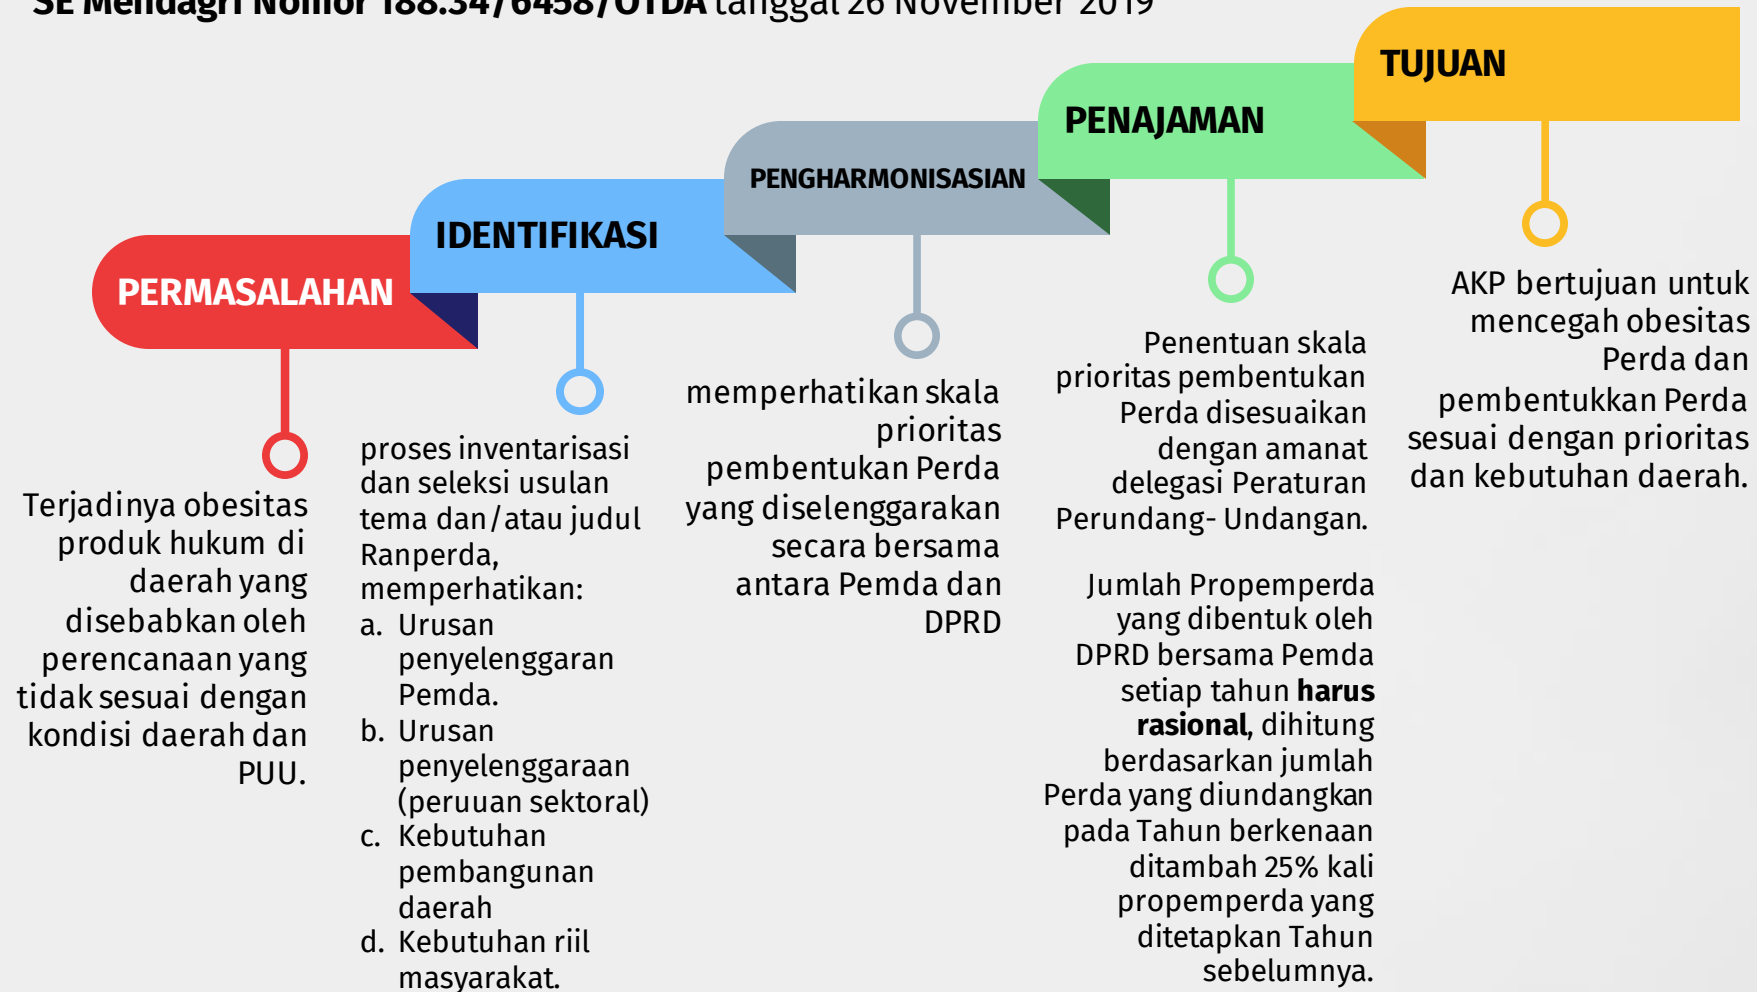 SE Mendagri Nomor 188.34/6458/OTDA tanggal 26 November 2019
PERMASALAHAN
Terjadinya obesitas
produk hukum di
daerah yang
disebabkan oleh
perencanaan yang
tidak sesuai dengan
kondisi daerah dan
PUU.
IDENTIFIKASI
proses inventarisasi
dan seleksi usulan
tema dan/atau judul
Ranperda,
memperhatikan:
a. Urusan
penyelenggaran
Pemda.
b. Urusan
penyelenggaraan
(peruuan sektoral)
c. Kebutuhan
pembangunan
daerah
d. Kebutuhan riil
masyarakat.
PENGHARMONISASIAN
memperhatikan skala
prioritas
pembentukan Perda
yang diselenggarakan
secara bersama
antara Pemda dan
DPRD
PENAJAMAN
Penentuan skala
prioritas pembentukan
Perda disesuaikan
dengan amanat
delegasi Peraturan
Perundang- Undangan.
Jumlah Propemperda
yang dibentuk oleh
DPRD bersama Pemda
setiap tahun harus
rasional, dihitung
berdasarkan jumlah
Perda yang diundangkan
pada Tahun berkenaan
ditambah 25% kali
propemperda yang
ditetapkan Tahun
sebelumnya.
TUJUAN
AKP bertujuan untuk
mencegah obesitas
Perda dan
pembentukkan Perda
sesuai dengan prioritas
dan kebutuhan daerah.